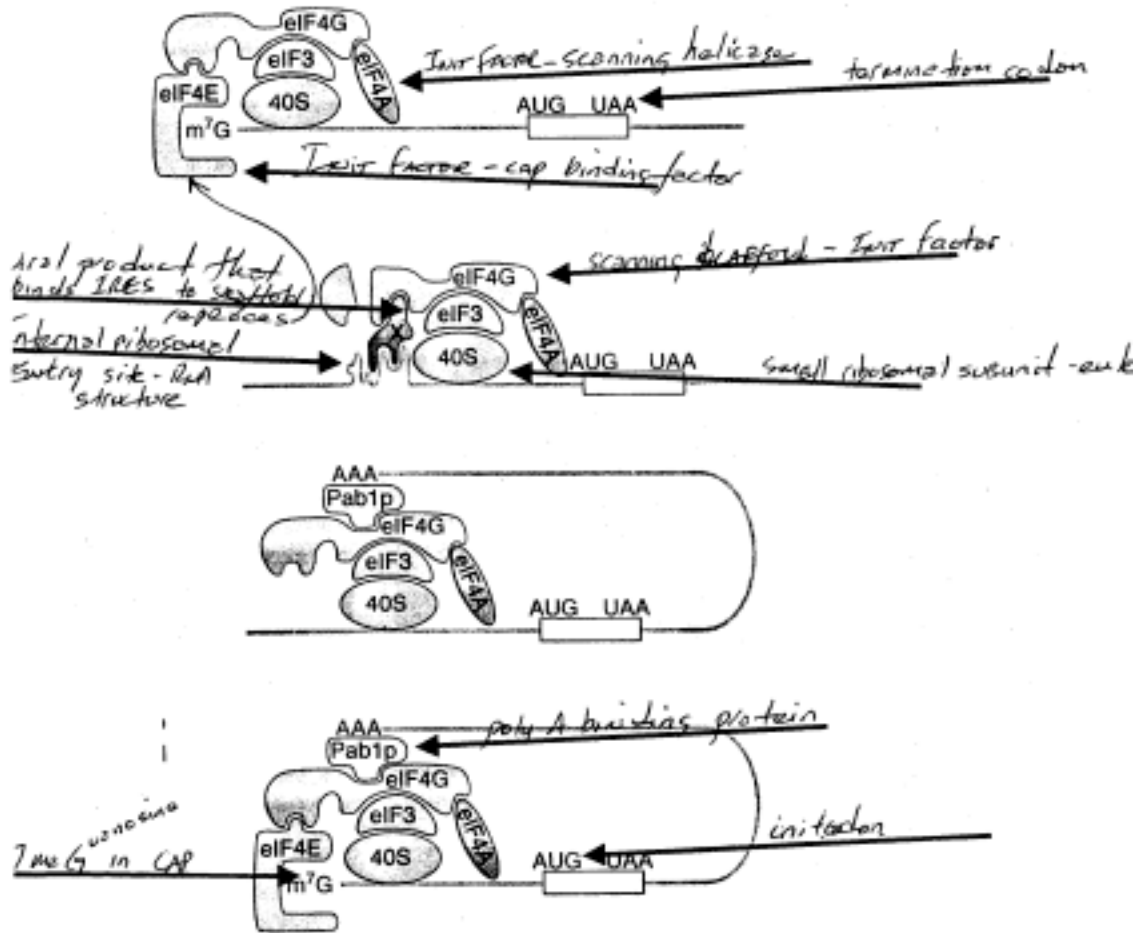 eIF4G
eIF3
eIF4A
INIT FACTOR - scanning helicase
termination codon
eIF4E
40S
AUG UAA
m⁷G
INIT FACTOR - cap binding factor
viral product that
binds IRES to scaffold
replaces
scanning SCAFFOLD - INIT factor
eIF4G
eIF3
eIF4A
X
internal ribosomal
Entry site - RNA
structure
40S
AUG UAA
small ribosomal subunit - euk
AAA
Pab1p
eIF4G
eIF3
eIF4A
40S
AUG UAA
AAA
Pab1p
poly A binding protein
eIF4G
eIF3
eIF4A
7 me Guanosine
in CAP
eIF4E
40S
m⁷G
AUG UAA
init codon